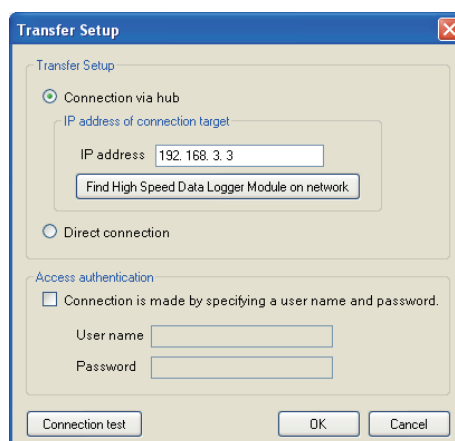 Transfer Setup
Transfer Setup
Connection via hub
IP address of connection target
IP address 192. 168. 3. 3
Find High Speed Data Logger Module on network
Direct connection
Access authentication
Connection is made by specifying a user name and password.
User name
Password
Connection test OK Cancel